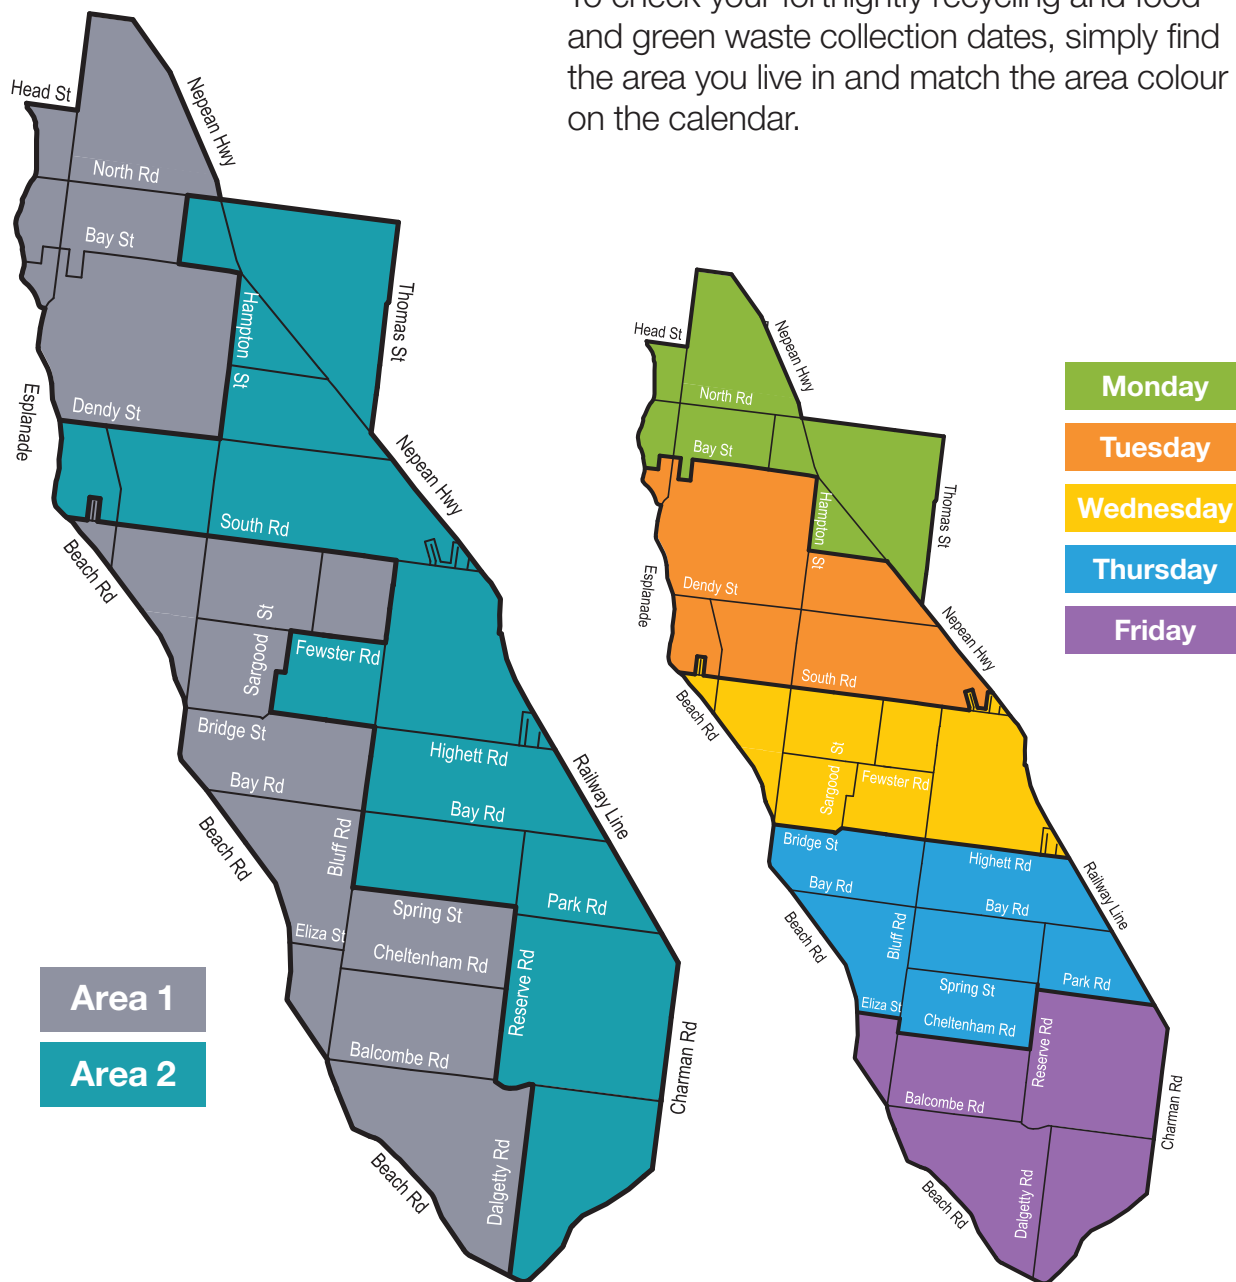 To check your fortnightly recycling and food
and green waste collection dates, simply find
the area you live in and match the area colour
on the calendar.
Head St
Nepean Hwy
North Rd
Bay St
Hampton St
Thomas St
Esplanade
Dendy St
Nepean Hwy
South Rd
Beach Rd
Sargood St
Fewster Rd
Bridge St
Highett Rd
Bay Rd
Bay Rd
Railway Line
Beach Rd
Bluff Rd
Park Rd
Spring St
Eliza St
Cheltenham Rd
Reserve Rd
Balcombe Rd
Charman Rd
Beach Rd
Dalgetty Rd
Area 1
Area 2
Head St
Nepean Hwy
North Rd
Bay St
Hampton St
Thomas St
Esplanade
Dendy St
Nepean Hwy
South Rd
Beach Rd
Sargood St
Fewster Rd
Bridge St
Highett Rd
Bay Rd
Bay Rd
Railway Line
Beach Rd
Bluff Rd
Park Rd
Spring St
Eliza St
Cheltenham Rd
Reserve Rd
Balcombe Rd
Charman Rd
Beach Rd
Dalgetty Rd
Monday
Tuesday
Wednesday
Thursday
Friday